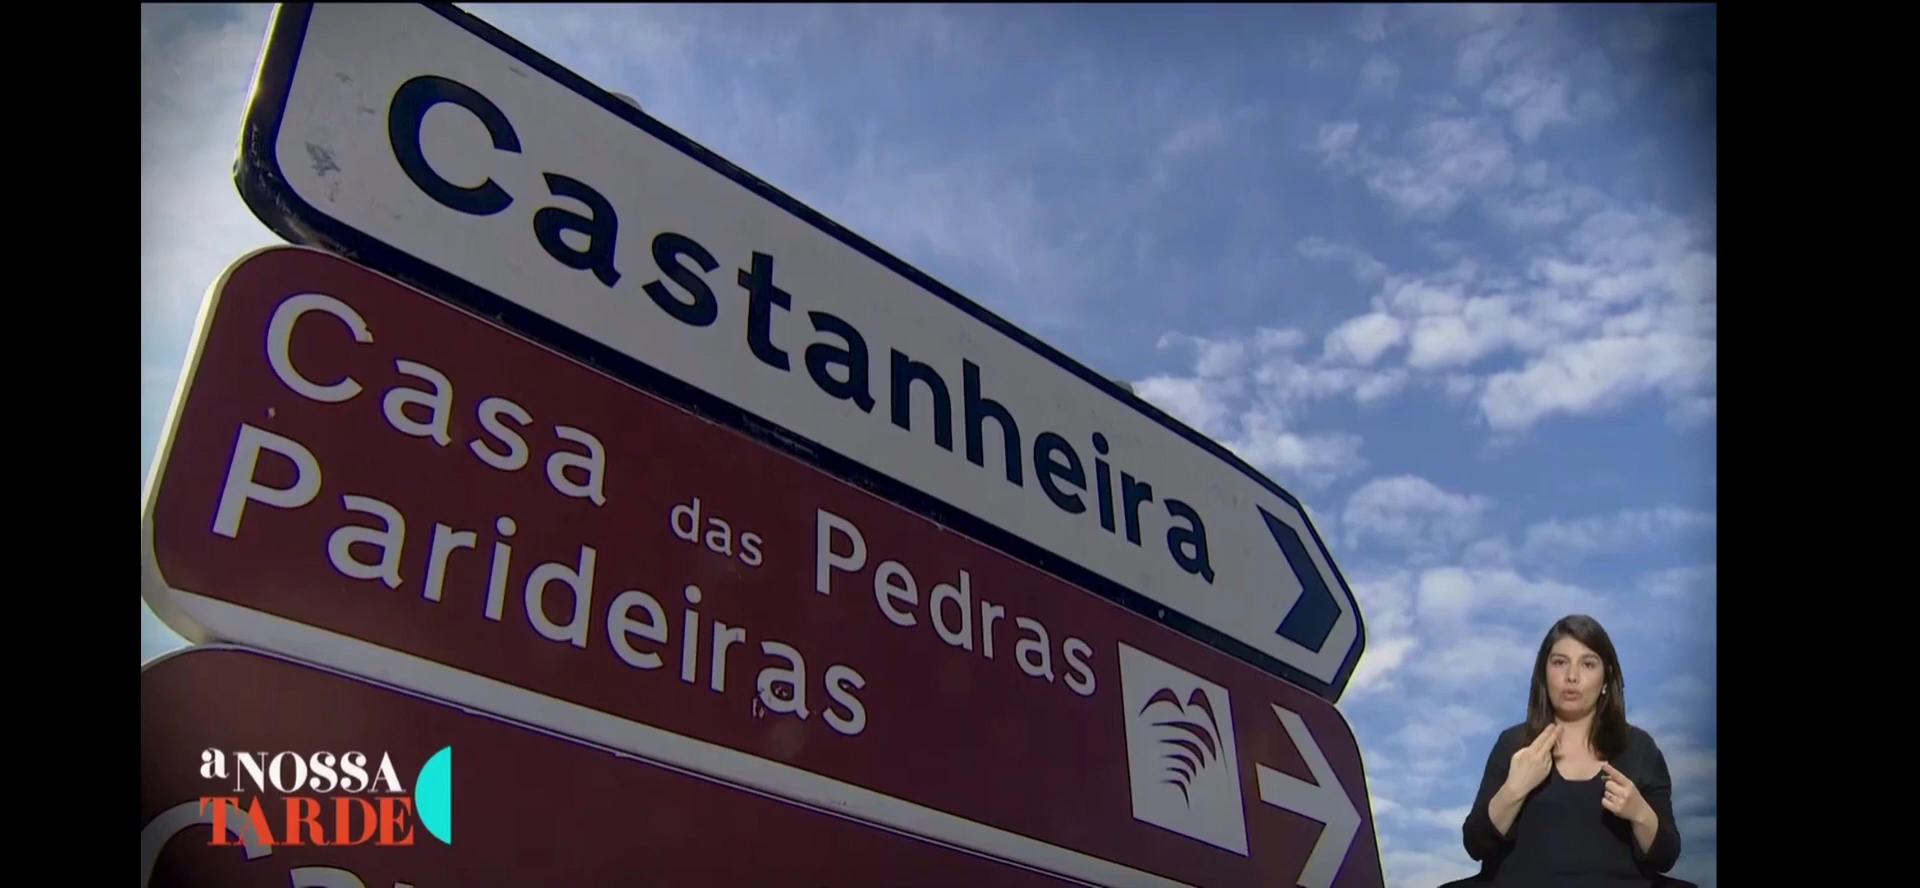 Castanheira
Casa das Pedras
Parideiras
a NOSSA
TARDE